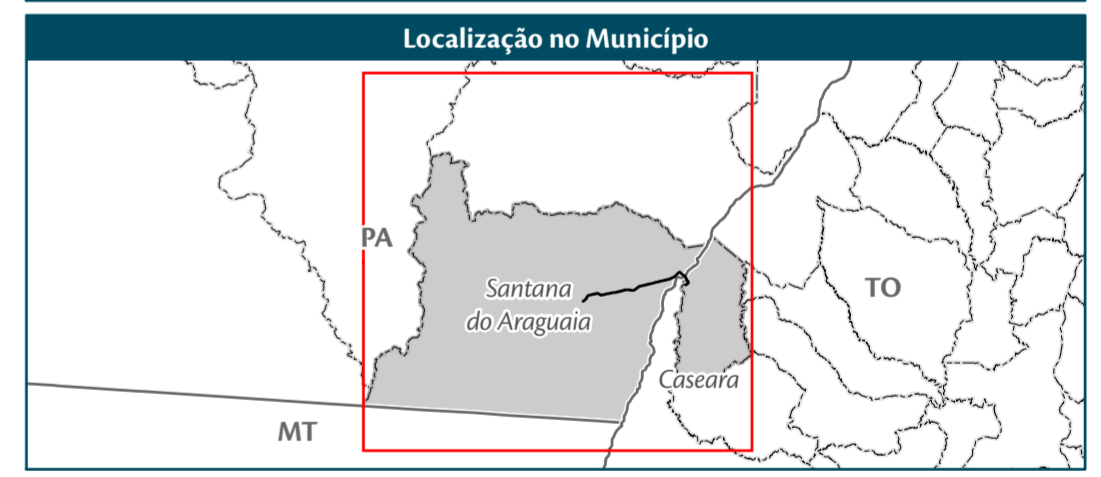 Localização no Município
PA
Santana
do Araguaia
TO
Caseara
MT